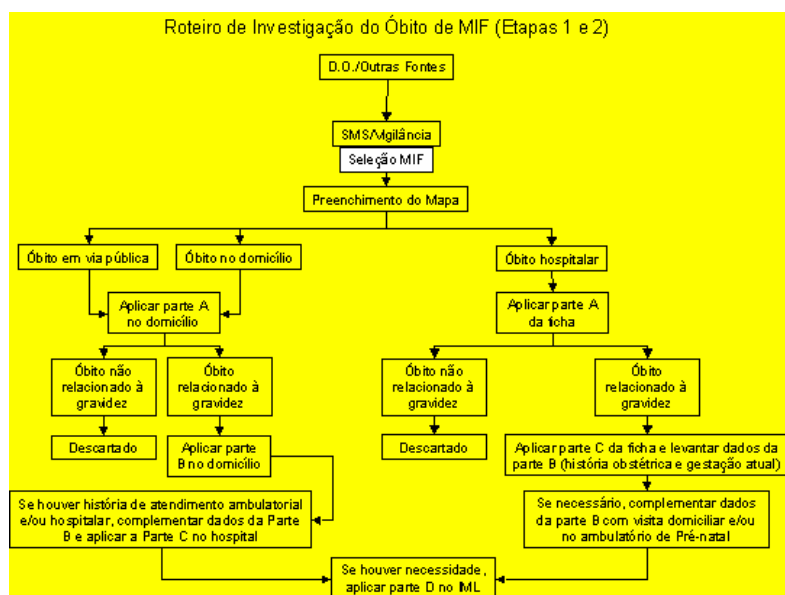 Roteiro de Investigação do Óbito de MIF (Etapas 1 e 2)
D.O./Outras Fontes
SMS/Vigilância
Seleção MIF
Preenchimento do Mapa
Óbito em via pública
Óbito no domicílio
Óbito hospitalar
Aplicar parte A
no domicílio
Aplicar parte A
da ficha
Óbito não
relacionado à
gravidez
Óbito
relacionado à
gravidez
Óbito não
relacionado à
gravidez
Óbito
relacionado à
gravidez
Descartado
Aplicar parte
B no domicílio
Descartado
Aplicar parte C da ficha e levantar dados da
parte B (história obstétrica e gestação atual)
Se houver história de atendimento ambulatorial
e/ou hospitalar, complementar dados da Parte
B e aplicar a Parte C no hospital
Se necessário, complementar dados
da parte B com visita domiciliar e/ou
no ambulatório de Pré-natal
Se houver necessidade,
aplicar parte D no IML